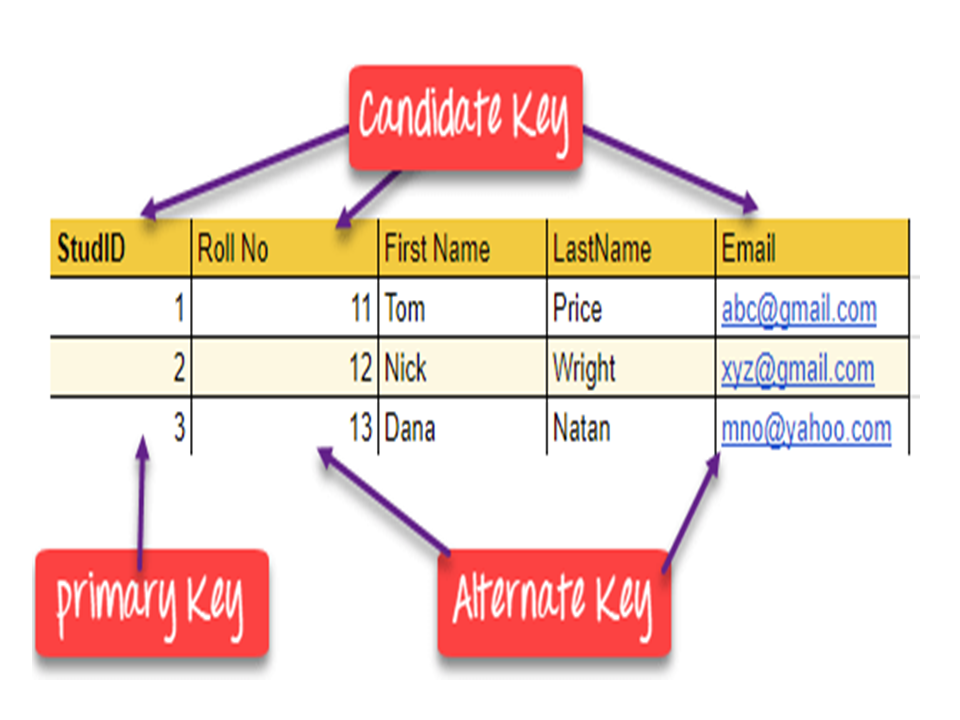 Candidate Key
StudID Roll No First Name LastName Email
1 11 Tom Price abc@gmail.com
2 12 Nick Wright xyz@gmail.com
3 13 Dana Natan mno@yahoo.com
primary Key Alternate Key